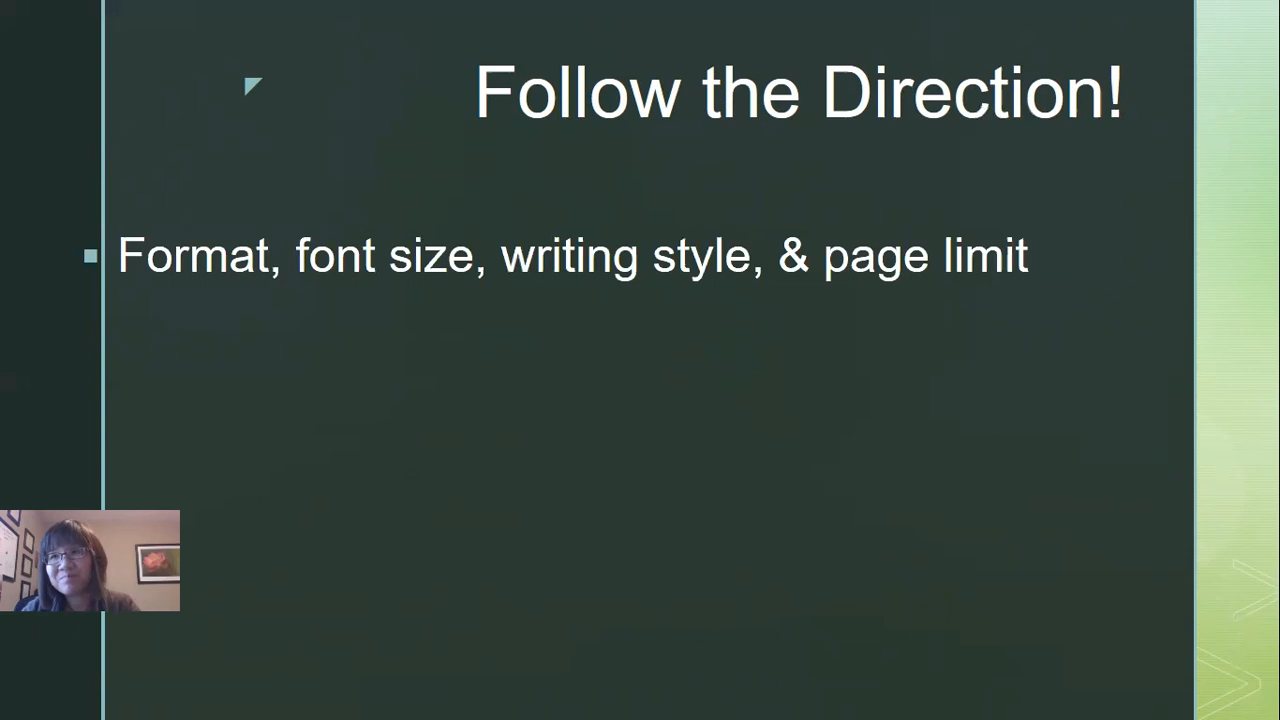 Follow the Direction!
Format, font size, writing style, & page limit